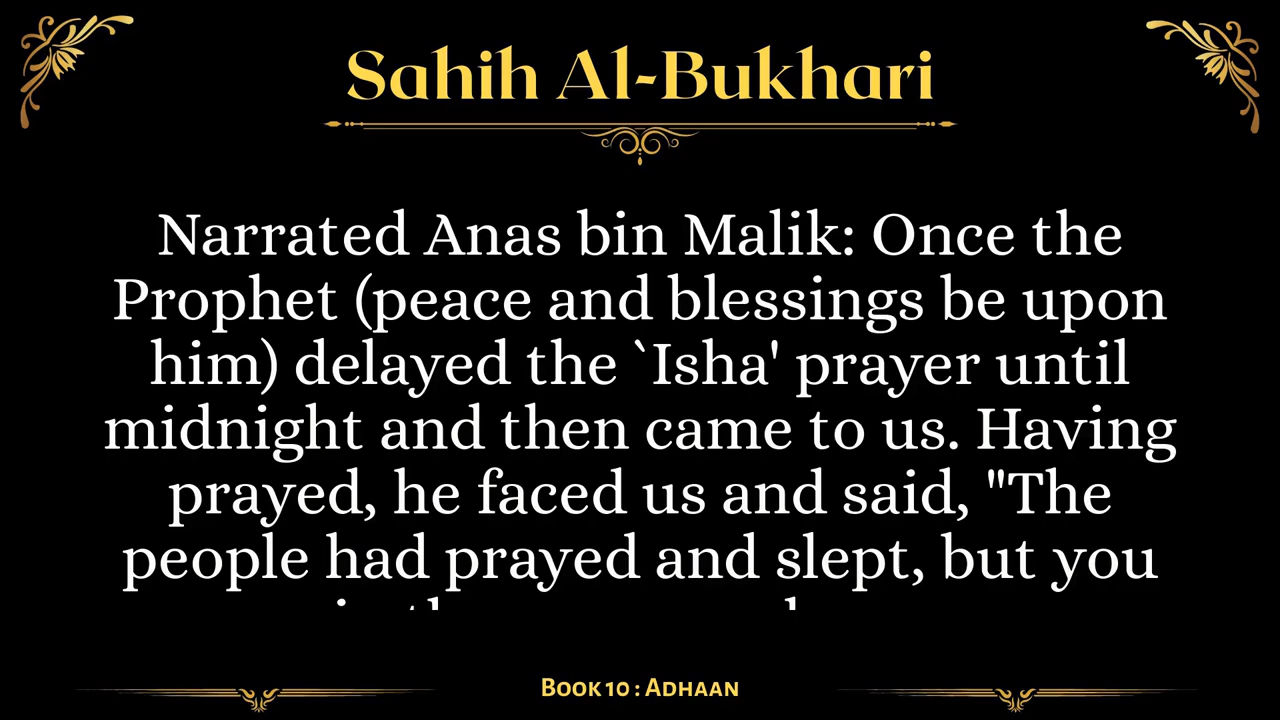 Sahih Al-Bukhari
Narrated Anas bin Malik: Once the
Prophet (peace and blessings be upon
him) delayed the `Isha' prayer until
midnight and then came to us. Having
prayed, he faced us and said, "The
people had prayed and slept, but you
Book 10 : Adhaan